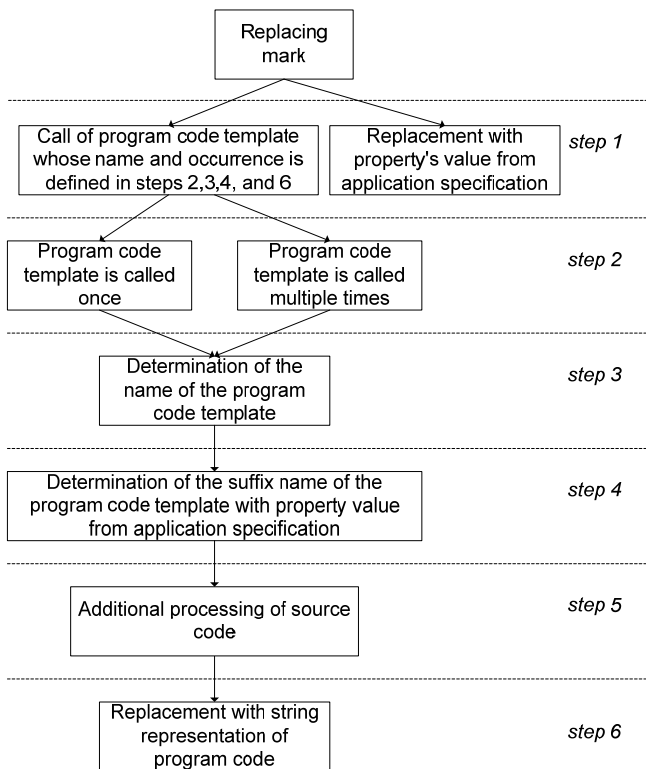 Replacing
mark
Call of program code template
whose name and occurrence is
defined in steps 2,3,4, and 6
Replacement with
property's value from
application specification
step 1
Program code
template is called
once
Program code
template is called
multiple times
step 2
Determination of the
name of the program
code template
step 3
Determination of the suffix name of the
program code template with property value
from application specification
step 4
Additional processing of source
code
step 5
Replacement with string
representation of
program code
step 6